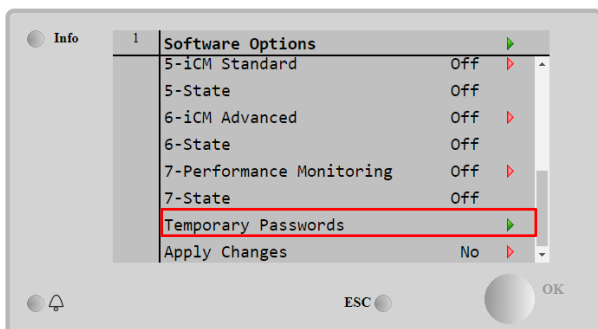 Info
1 Software Options
5-iCM Standard Off
5-State Off
6-iCM Advanced Off
6-State Off
7-Performance Monitoring Off
7-State Off
Temporary Passwords
Apply Changes No
ESC
OK